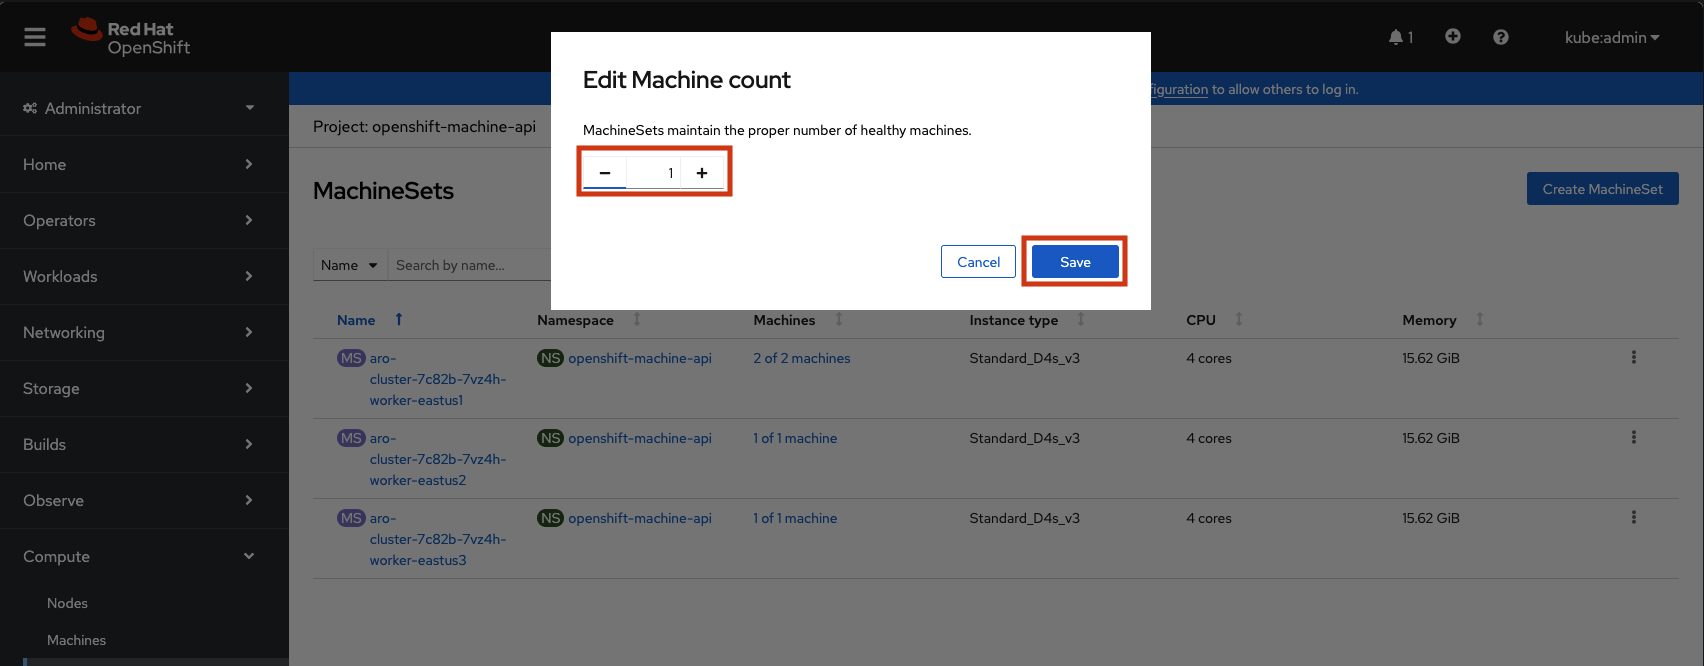 Red Hat
OpenShift
1
kube:admin
Edit Machine count
MachineSets maintain the proper number of healthy machines.
1
Cancel
Save
figuration to allow others to log in.
Administrator
Home
Operators
Workloads
Networking
Storage
Builds
Observe
Compute
Nodes
Machines
Project: openshift-machine-api
MachineSets
Create MachineSet
Name
Search by name...
Name Namespace Machines Instance type CPU Memory
MS aro-
cluster-7c82b-7vz4h-
worker-eastus1
NS openshift-machine-api 2 of 2 machines Standard_D4s_v3 4 cores 15.62 GiB
MS aro-
cluster-7c82b-7vz4h-
worker-eastus2
NS openshift-machine-api 1 of 1 machine Standard_D4s_v3 4 cores 15.62 GiB
MS aro-
cluster-7c82b-7vz4h-
worker-eastus3
NS openshift-machine-api 1 of 1 machine Standard_D4s_v3 4 cores 15.62 GiB